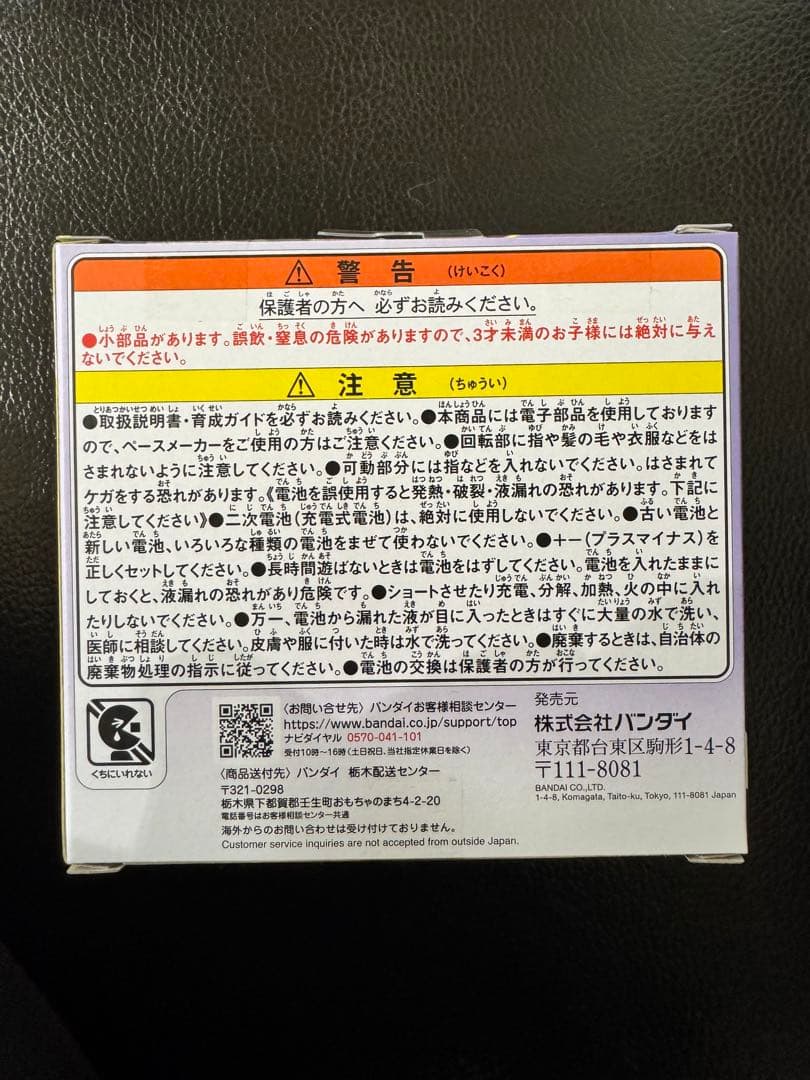 ⚠ 警告 (けいこく)
保護者の方へ 必ずお読みください。
●小部品があります。誤飲・窒息の危険がありますので、3才未満のお子様には絶対に与え
ないでください。
⚠ 注意 (ちゅうい)
●取扱説明書・育成ガイドを必ずお読みください。●本商品には電子部品を使用しております
ので、ペースメーカーをご使用の方はご注意ください。●回転部に指や髪の毛や衣服などをは
さまれないように注意してください。●可動部分には指などを入れないでください。はさまれて
ケガをする恐れがあります。《電池を誤使用すると発熱・破裂・液漏れの恐れがあります。下記に
注意してください》●二次電池(充電式電池)は、絶対に使用しないでください。●古い電池と
新しい電池、いろいろな種類の電池をまぜて使わないでください。●+-(プラスマイナス)を
正しくセットしてください。●長時間遊ばないときは電池をはずしてください。電池を入れたままに
しておくと、液漏れの恐れがあり危険です。●ショートさせたり充電、分解、加熱、火の中に入れ
たりしないでください。●万一、電池から漏れた液が目に入ったときはすぐに大量の水で洗い、
医師に相談してください。皮膚や服に付いた時は水で洗ってください。●廃棄するときは、自治体の
廃棄物処理の指示に従ってください。●電池の交換は保護者の方が行ってください。
くちにいれない
〈お問い合せ先〉バンダイお客様相談センター
https://www.bandai.co.jp/support/top
ナビダイヤル 0570-041-101
受付10時〜16時(土日祝日、当社指定休業日を除く)
〈商品送付先〉バンダイ 栃木配送センター
〒321-0298
栃木県下都賀郡壬生町おもちゃのまち4-2-20
電話番号はお客様相談センター共通
海外からのお問い合わせは受け付けておりません。
Customer service inquiries are not accepted from outside Japan.
発売元
株式会社バンダイ
東京都台東区駒形1-4-8
〒111-8081
BANDAI CO.,LTD.
1-4-8, Komagata, Taito-ku, Tokyo, 111-8081 Japan